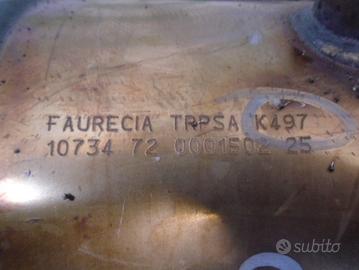 FAURECIA TRPSA K497
10734 72 0001502 25
subito